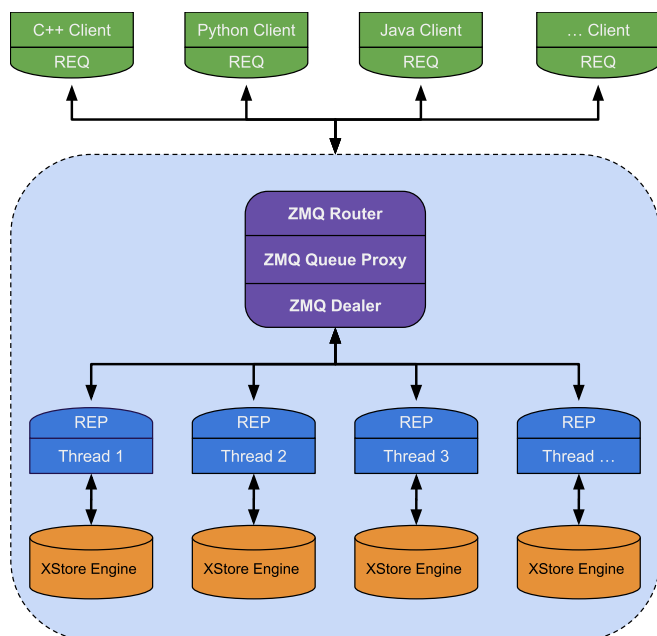 C++ Client
Python Client
Java Client
... Client
REQ
REQ
REQ
REQ
ZMQ Router
ZMQ Queue Proxy
ZMQ Dealer
REP
REP
REP
REP
Thread 1
Thread 2
Thread 3
Thread ...
XStore Engine
XStore Engine
XStore Engine
XStore Engine